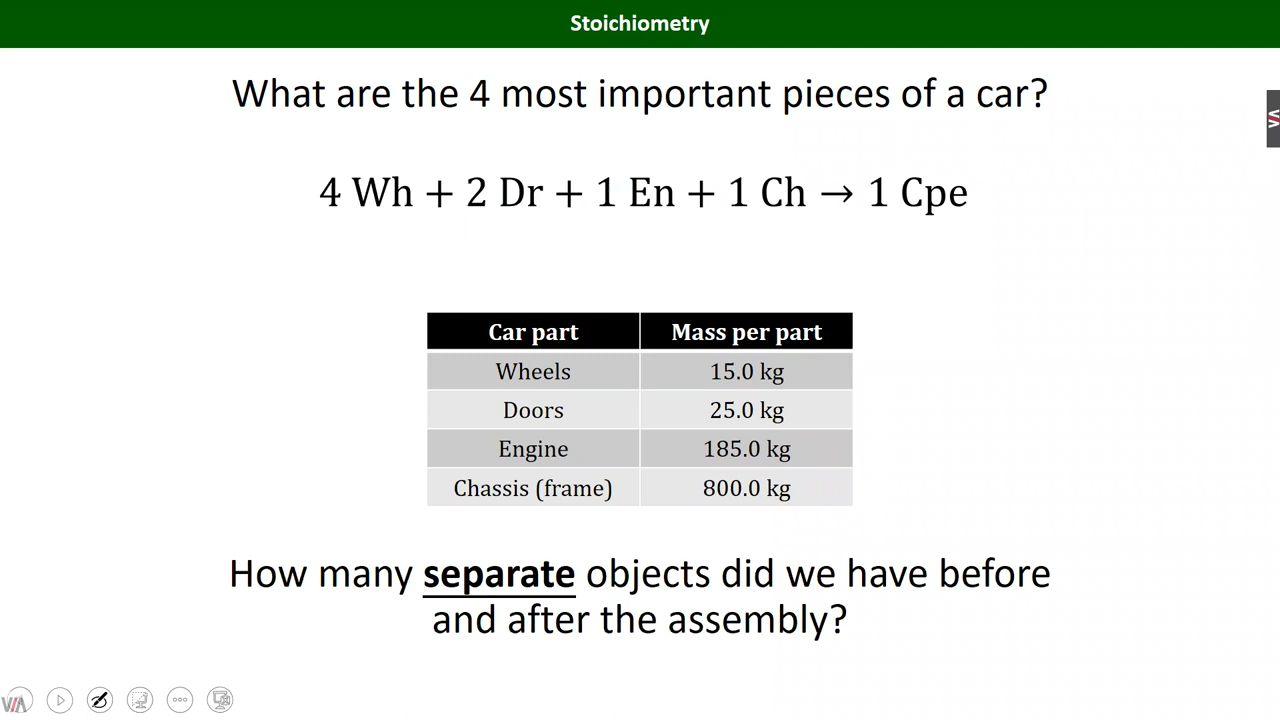 Stoichiometry
What are the 4 most important pieces of a car?
4 Wh + 2 Dr + 1 En + 1 Ch → 1 Cpe
Car part Mass per part
Wheels 15.0 kg
Doors 25.0 kg
Engine 185.0 kg
Chassis (frame) 800.0 kg
How many separate objects did we have before
and after the assembly?